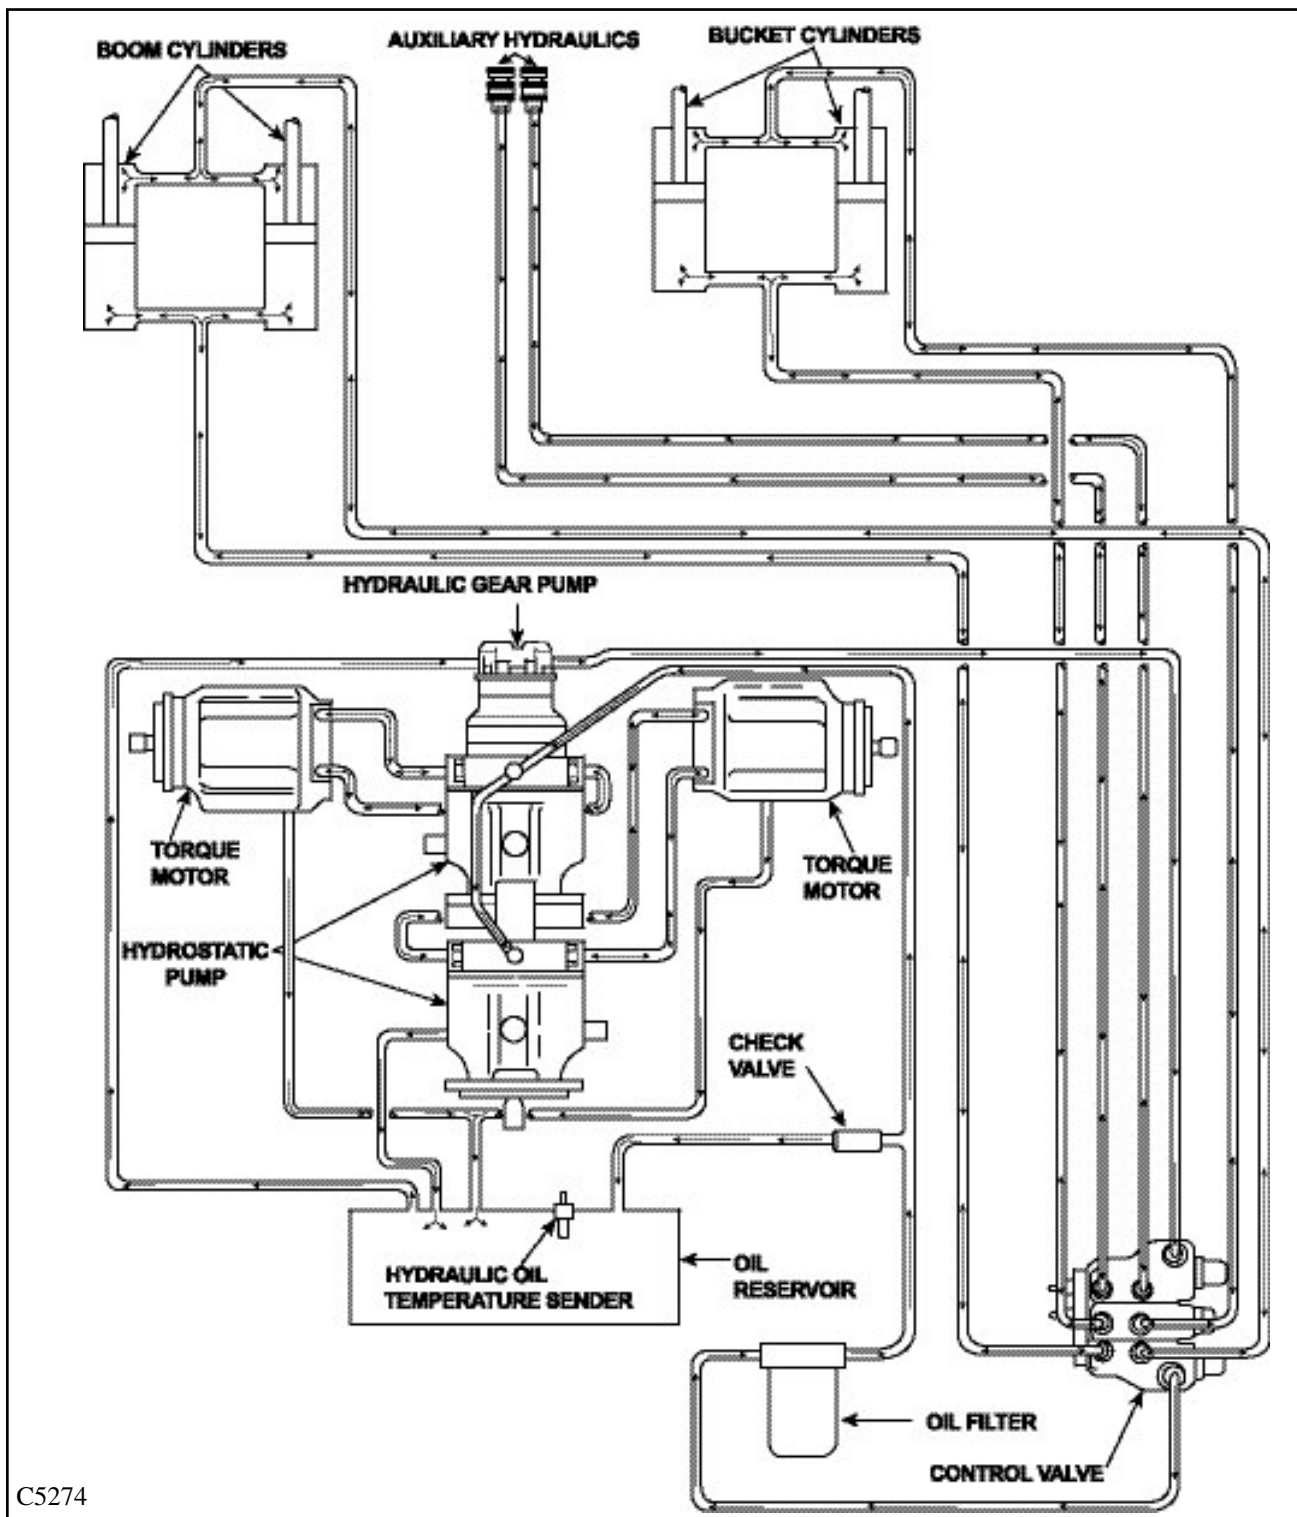 BOOM CYLINDERS
AUXILIARY HYDRAULICS
BUCKET CYLINDERS
HYDRAULIC GEAR PUMP
TORQUE
MOTOR
TORQUE
MOTOR
HYDROSTATIC
PUMP
CHECK
VALVE
HYDRAULIC OIL
TEMPERATURE SENDER
OIL
RESERVOIR
OIL FILTER
CONTROL VALVE
C5274